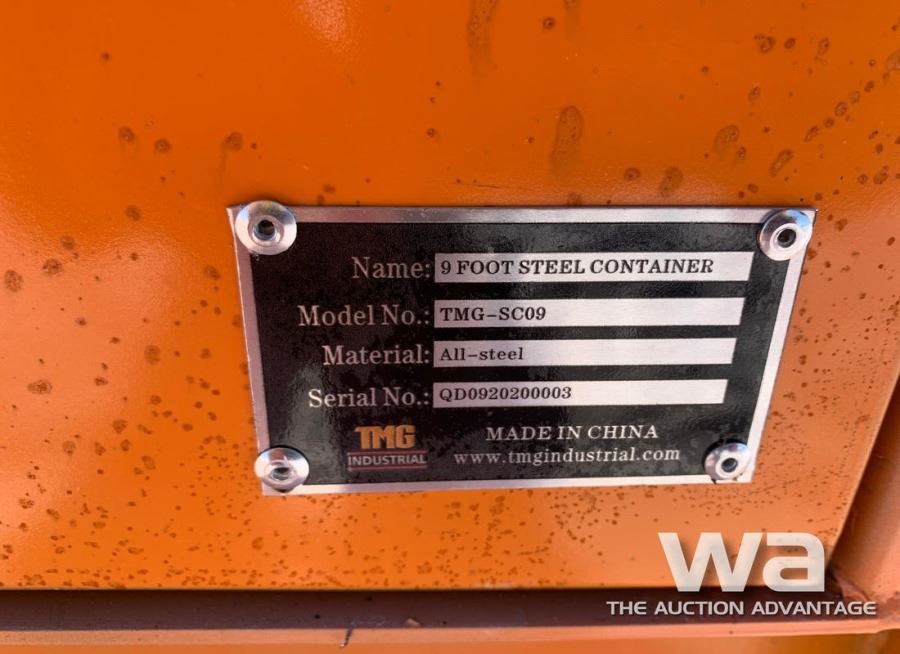 Name: 9 FOOT STEEL CONTAINER
Model No.: TMG-SC09
Material: All-steel
Serial No.: QD0920200003
TMG INDUSTRIAL
MADE IN CHINA
www.tmgindustrial.com
wa
THE AUCTION ADVANTAGE